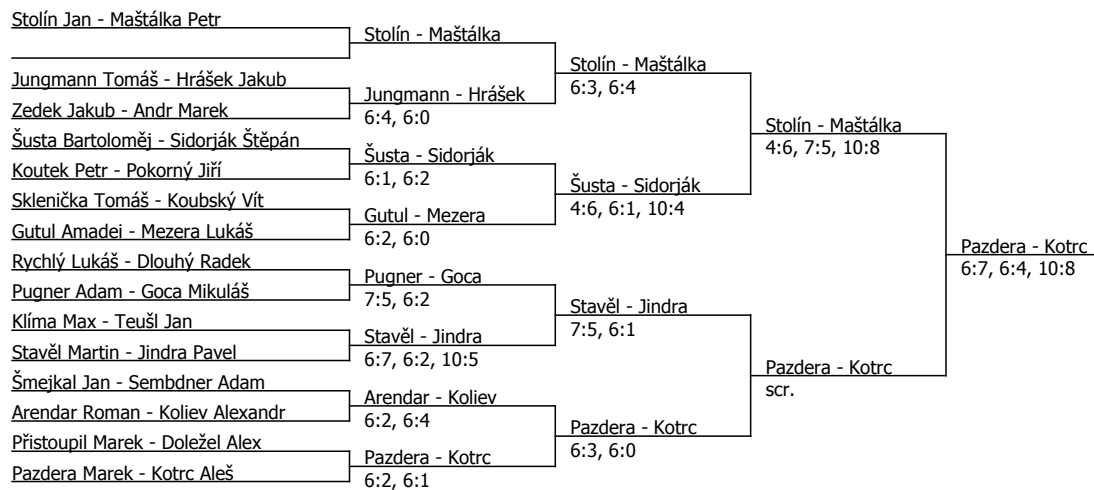 Stolín Jan - Maštálka Petr
Jungmann Tomáš - Hrášek Jakub
Zedek Jakub - Andr Marek
Šusta Bartoloměj - Sidorják Štěpán
Koutek Petr - Pokorný Jiří
Sklenička Tomáš - Koubský Vít
Gutul Amadei - Mezera Lukáš
Rychlý Lukáš - Dlouhý Radek
Pugner Adam - Goca Mikuláš
Klíma Max - Teušl Jan
Stavěl Martin - Jindra Pavel
Šmejkal Jan - Sembdner Adam
Arendar Roman - Koliev Alexandr
Přistoupil Marek - Doležel Alex
Pazdera Marek - Kotrc Aleš
Stolín - Maštálka
Jungmann - Hrášek
6:4, 6:0
Šusta - Sidorják
6:1, 6:2
Gutul - Mezera
6:2, 6:0
Pugner - Goca
7:5, 6:2
Stavěl - Jindra
6:7, 6:2, 10:5
Arendar - Koliev
6:2, 6:4
Pazdera - Kotrc
6:2, 6:1
Stolín - Maštálka
6:3, 6:4
Šusta - Sidorják
4:6, 6:1, 10:4
Stavěl - Jindra
7:5, 6:1
Pazdera - Kotrc
6:3, 6:0
Stolín - Maštálka
4:6, 7:5, 10:8
Pazdera - Kotrc
scr.
Pazdera - Kotrc
6:7, 6:4, 10:8